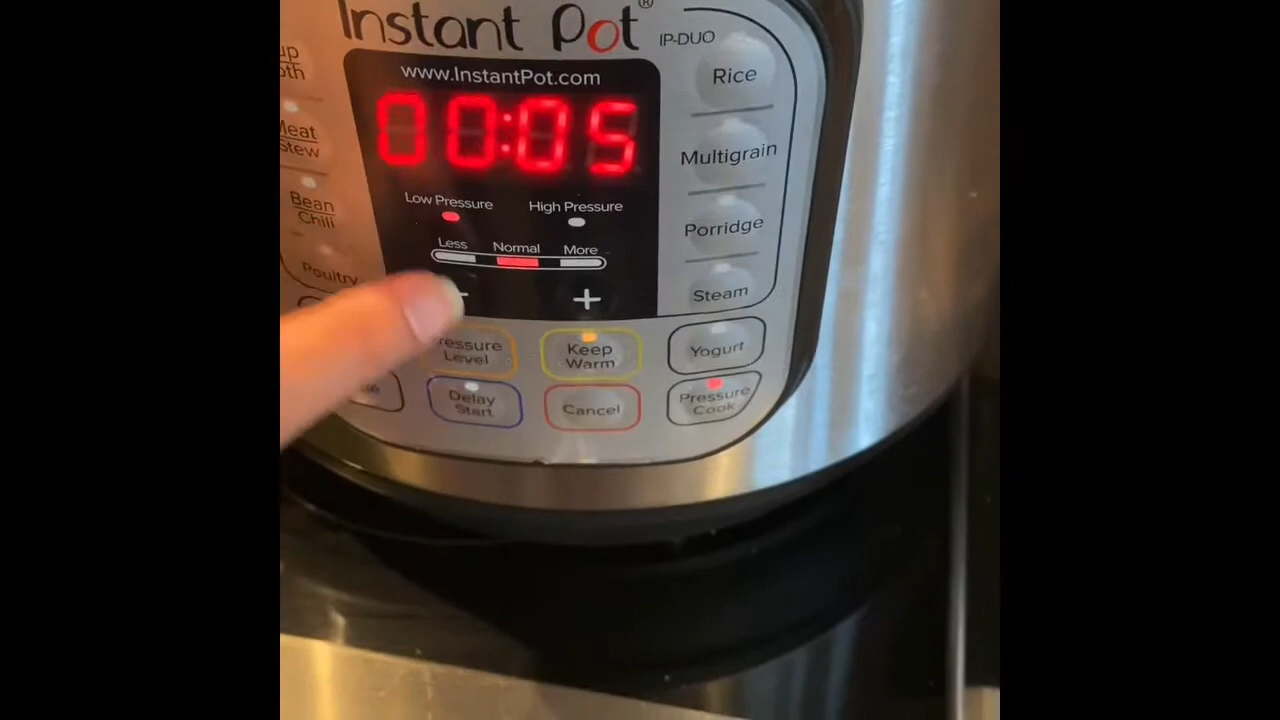 Instant Pot®
IP-DUO
www.InstantPot.com
00:05
Low Pressure
High Pressure
Less
Normal
More
+
Meat
Stew
Bean
Chili
Poultry
Rice
Multigrain
Porridge
Steam
Level
Keep
Warm
Yogurt
Delay
Start
Cancel
Pressure
Cook